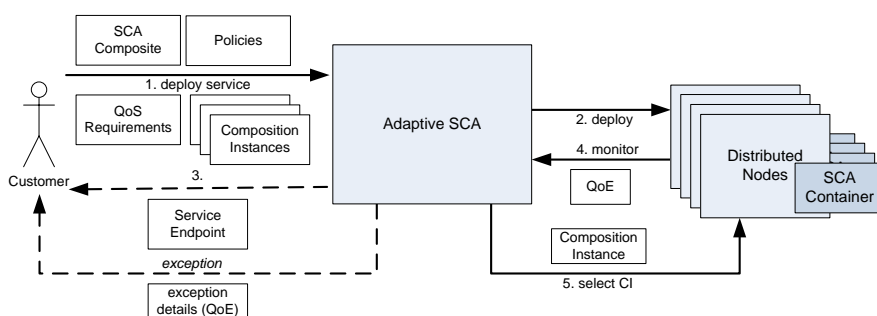 SCA
Composite
Policies
1. deploy service
QoS
Requirements
Composition
Instances
Customer
3.
Service
Endpoint
exception
exception
details (QoE)
Adaptive SCA
2. deploy
4. monitor
QoE
Distributed
Nodes
SCA
Container
Composition
Instance
5. select CI